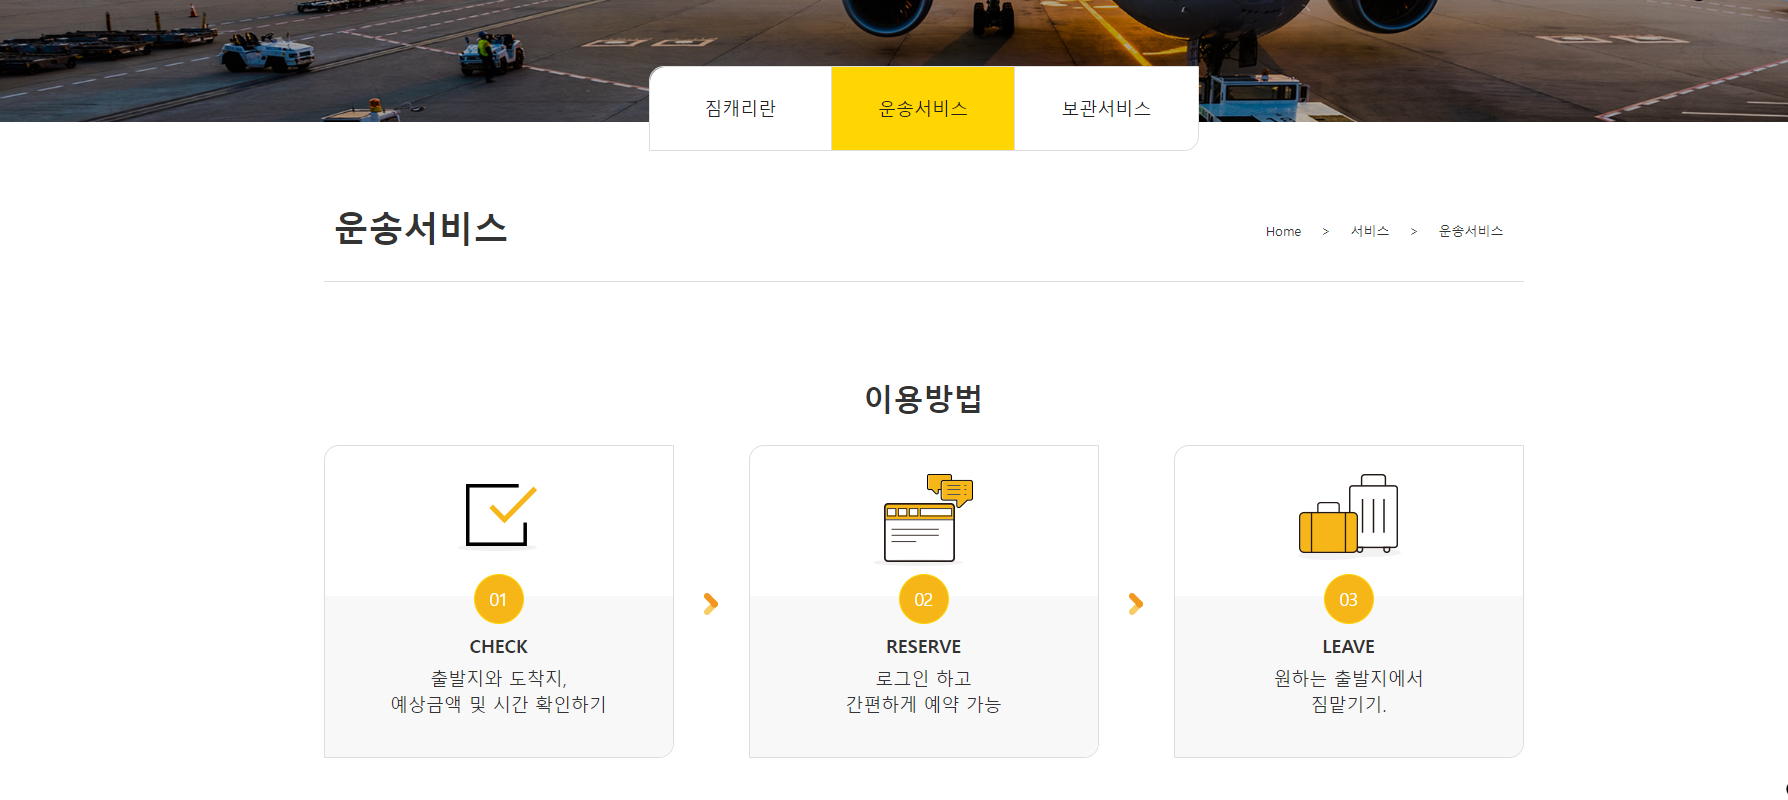 짐캐리란
운송서비스
보관서비스
운송서비스
Home > 서비스 > 운송서비스
이용방법
01
CHECK
출발지와 도착지,
예상금액 및 시간 확인하기
02
RESERVE
로그인 하고
간편하게 예약 가능
03
LEAVE
원하는 출발지에서
짐맡기기.